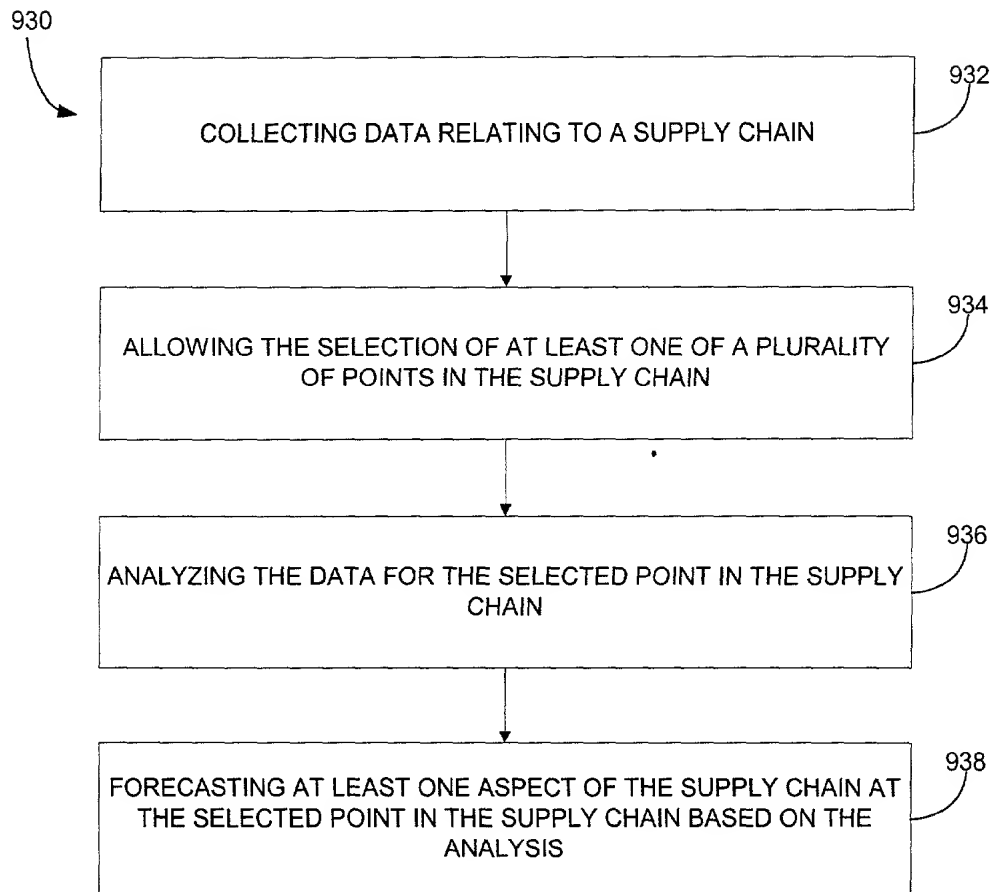 930
932
COLLECTING DATA RELATING TO A SUPPLY CHAIN
934
ALLOWING THE SELECTION OF AT LEAST ONE OF A PLURALITY
OF POINTS IN THE SUPPLY CHAIN
936
ANALYZING THE DATA FOR THE SELECTED POINT IN THE SUPPLY
CHAIN
938
FORECASTING AT LEAST ONE ASPECT OF THE SUPPLY CHAIN AT
THE SELECTED POINT IN THE SUPPLY CHAIN BASED ON THE
ANALYSIS